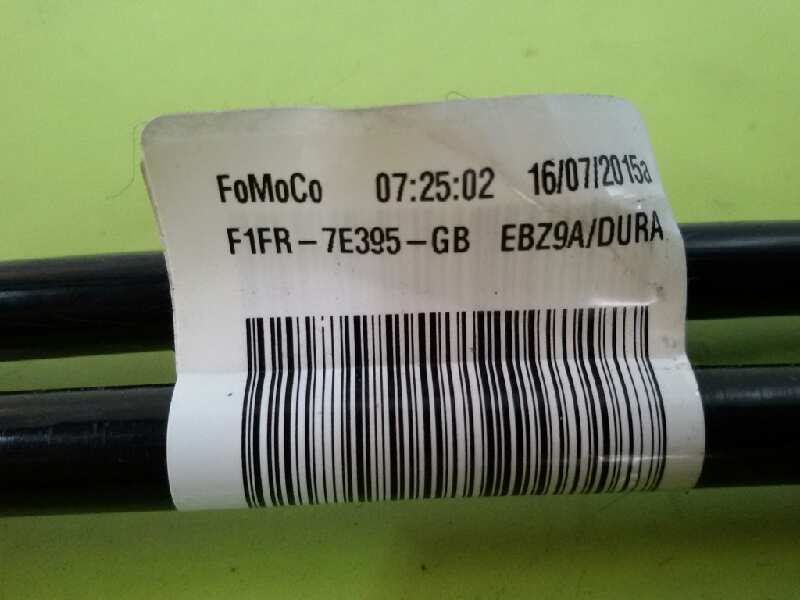 FoMoCo 07:25:02 16/07/2015a
F1FR-7E395-GB EBZ9A/DURA